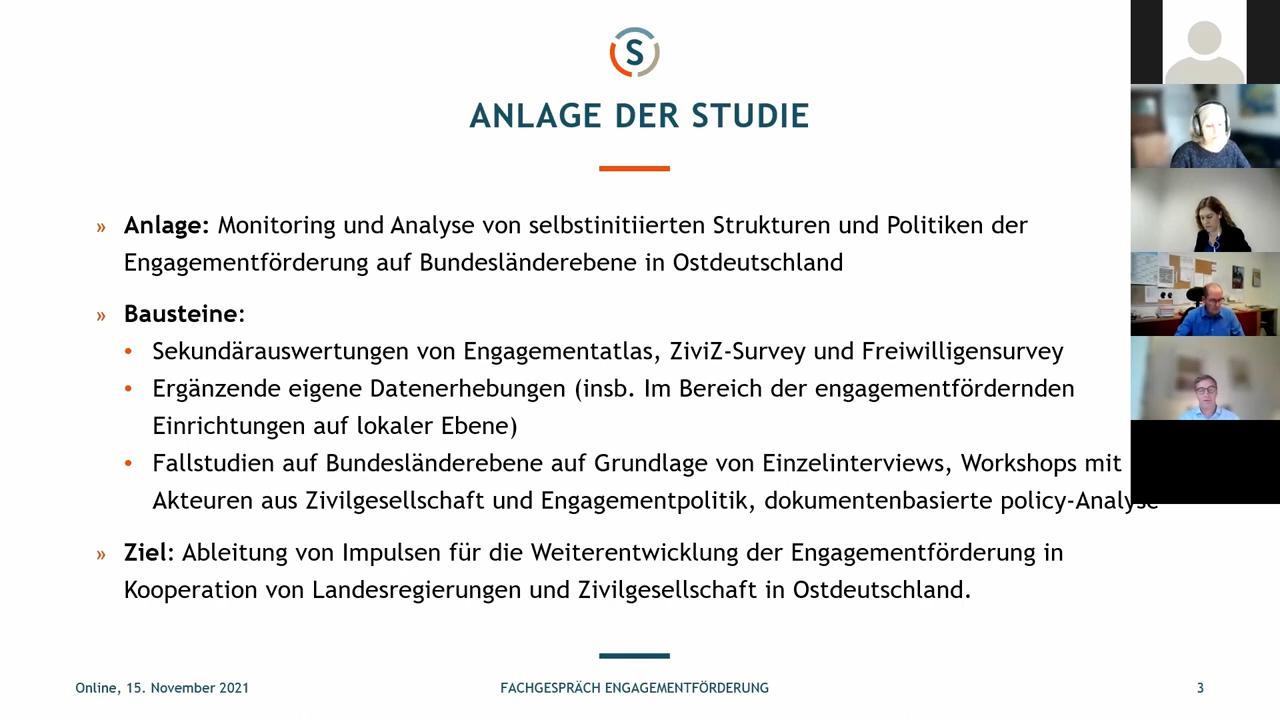 S
ANLAGE DER STUDIE
» Anlage: Monitoring und Analyse von selbstinitiierten Strukturen und Politiken der
Engagementförderung auf Bundesländerebene in Ostdeutschland
» Bausteine:
• Sekundärauswertungen von Engagementatlas, ZiviZ-Survey und Freiwilligensurvey
• Ergänzende eigene Datenerhebungen (insb. Im Bereich der engagementfördernden
Einrichtungen auf lokaler Ebene)
• Fallstudien auf Bundesländerebene auf Grundlage von Einzelinterviews, Workshops mit
Akteuren aus Zivilgesellschaft und Engagementpolitik, dokumentenbasierte policy-Analyse
» Ziel: Ableitung von Impulsen für die Weiterentwicklung der Engagementförderung in
Kooperation von Landesregierungen und Zivilgesellschaft in Ostdeutschland.
Online, 15. November 2021
FACHGESPRÄCH ENGAGEMENTFÖRDERUNG
3